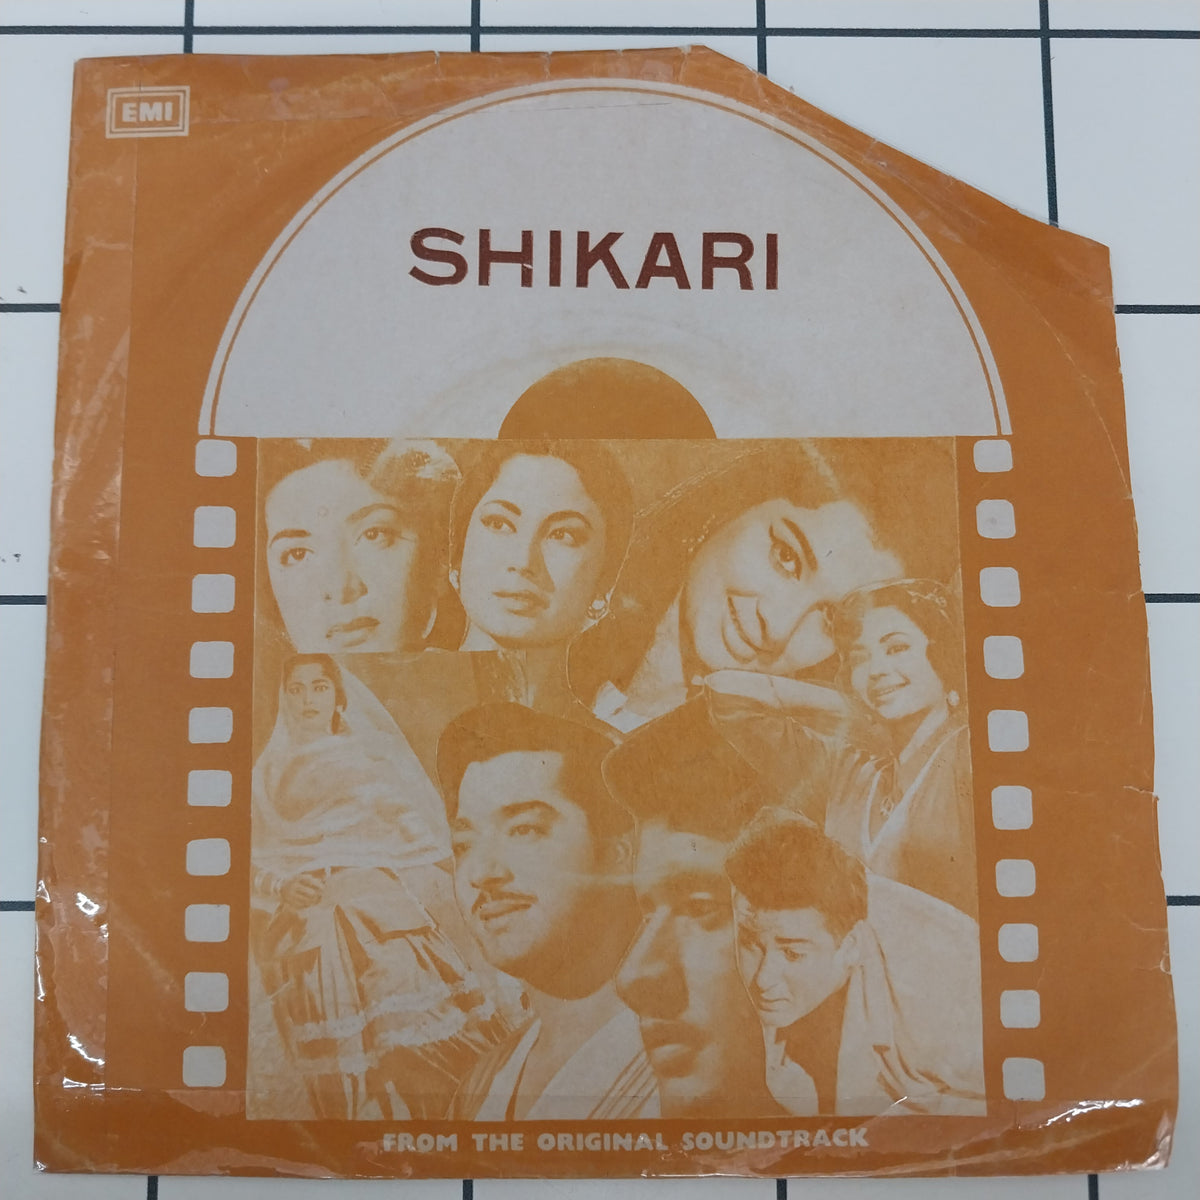 EMI
SHIKARI
FROM THE ORIGINAL SOUNDTRACK